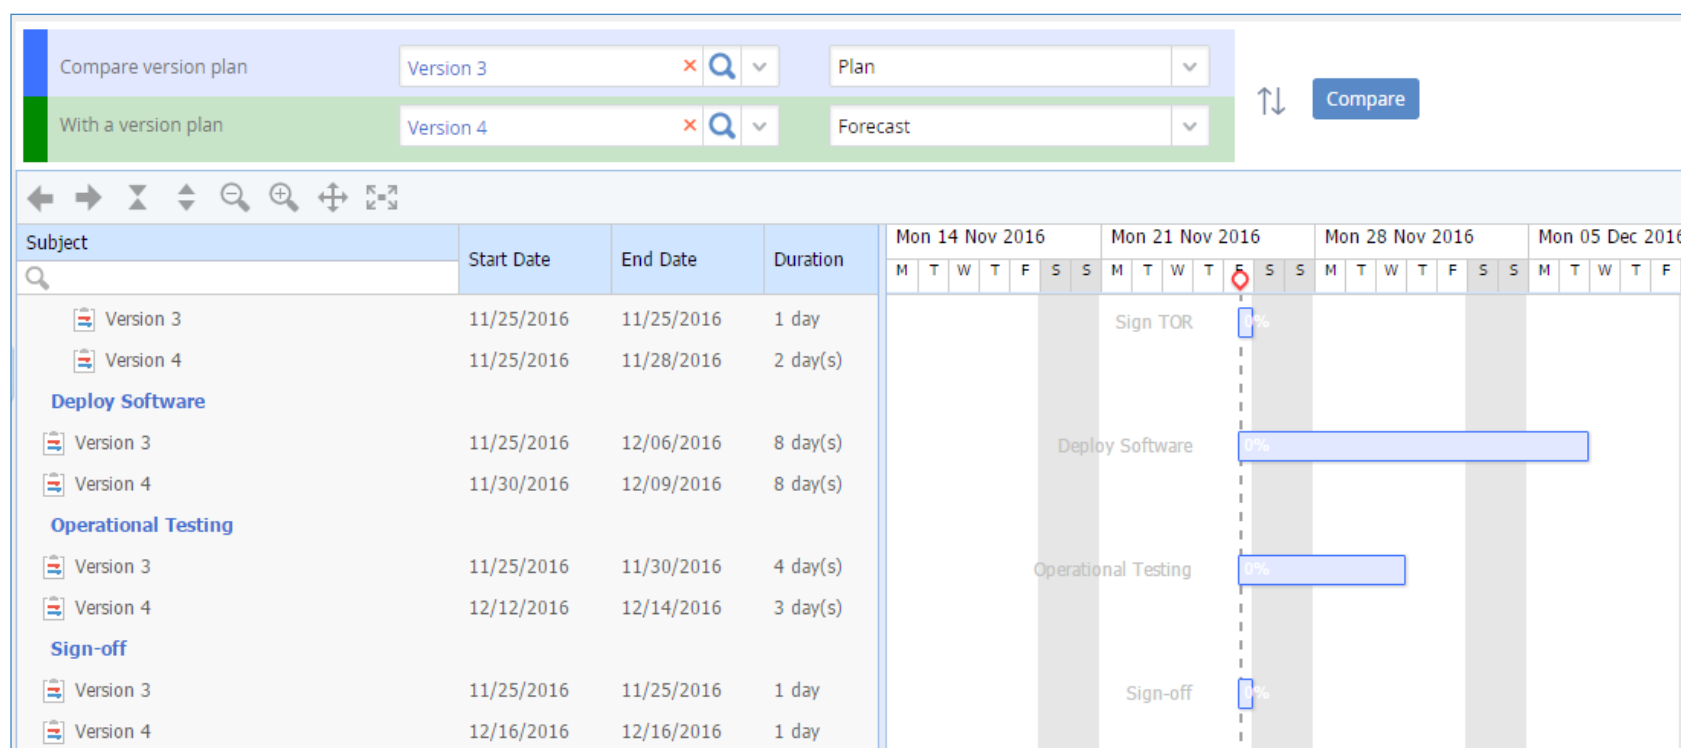 Compare version plan Version 3 Plan
With a version plan Version 4 Forecast
Compare
Subject Start Date End Date Duration
Mon 14 Nov 2016 Mon 21 Nov 2016 Mon 28 Nov 2016 Mon 05 Dec 2016
M T W T F S S M T W T F S S M T W T F S S M T W T F
Version 3 11/25/2016 11/25/2016 1 day Sign TOR 0%
Version 4 11/25/2016 11/28/2016 2 day(s)
Deploy Software
Version 3 11/25/2016 12/06/2016 8 day(s) Deploy Software 0%
Version 4 11/30/2016 12/09/2016 8 day(s)
Operational Testing
Version 3 11/25/2016 11/30/2016 4 day(s) Operational Testing 0%
Version 4 12/12/2016 12/14/2016 3 day(s)
Sign-off
Version 3 11/25/2016 11/25/2016 1 day Sign-off 0%
Version 4 12/16/2016 12/16/2016 1 day